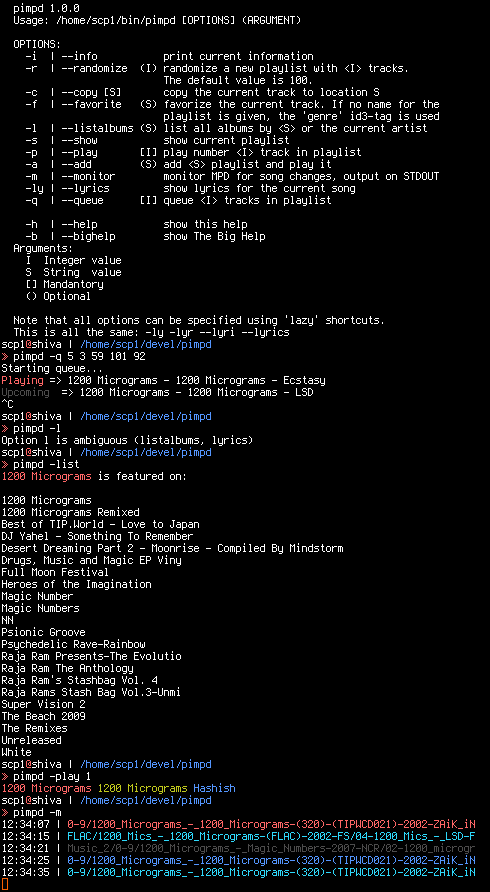 pimpd 1.0.0
Usage: /home/scp1/bin/pimpd [OPTIONS] (ARGUMENT)
OPTIONS:
-i | --info print current information
-r | --randomize (I) randomize a new playlist with <I> tracks.
The default value is 100.
-c | --copy [S] copy the current track to location S
-f | --favorite (S) favorize the current track. If no name for the
playlist is given, the 'genre' id3-tag is used
-l | --listalbums (S) list all albums by <S> or the current artist
-s | --show show current playlist
-p | --play [I] play number <I> track in playlist
-a | --add (S) add <S> playlist and play it
-m | --monitor monitor MPD for song changes, output on STDOUT
-ly | --lyrics show lyrics for the current song
-q | --queue [I] queue <I> tracks in playlist
-h | --help show this help
-b | --bighelp show The Big Help
Arguments:
I Integer value
S String value
[] Mandantory
() Optional
Note that all options can be specified using 'lazy' shortcuts.
This is all the same: -ly -lyr --lyri --lyrics
scp1@shiva | /home/scp1/devel/pimpd
» pimpd -q 5 3 59 101 92
Starting queue...
Playing => 1200 Micrograms - 1200 Micrograms - Ecstasy
Upcoming => 1200 Micrograms - 1200 Micrograms - LSD
^C
scp1@shiva | /home/scp1/devel/pimpd
» pimpd -l
Option l is ambiguous (listalbums, lyrics)
scp1@shiva | /home/scp1/devel/pimpd
» pimpd -list
1200 Micrograms is featured on:
1200 Micrograms
1200 Micrograms Remixed
Best of TIP.World - Love to Japan
DJ Yahel - Something To Remember
Desert Dreaming Part 2 - Moonrise - Compiled By Mindstorm
Drugs, Music and Magic EP Viny
Full Moon Festival
Heroes of the Imagination
Magic Number
Magic Numbers
NN
Psionic Groove
Psychedelic Rave-Rainbow
Raja Ram Presents-The Evolutio
Raja Ram The Anthology
Raja Ram's Stashbag Vol. 4
Raja Rams Stash Bag Vol.3-Unmi
Super Vision 2
The Beach 2009
The Remixes
Unreleased
White
scp1@shiva | /home/scp1/devel/pimpd
» pimpd -play 1
1200 Micrograms 1200 Micrograms Hashish
scp1@shiva | /home/scp1/devel/pimpd
» pimpd -m
12:34:07 | 0-9/1200_Micrograms_-_1200_Micrograms-(320)-(TIPWCD021)-2002-ZAiK_iN
12:34:15 | FLAC/1200_Mics_-_1200_Micrograms-(FLAC)-2002-FS/04-1200_Mics_-_LSD-F
12:34:21 | Music_2/0-9/1200_Micrograms_-_Magic_Numbers-2007-NCR/02-1200_microgr
12:34:25 | 0-9/1200_Micrograms_-_1200_Micrograms-(320)-(TIPWCD021)-2002-ZAiK_iN
12:34:35 | 0-9/1200_Micrograms_-_1200_Micrograms-(320)-(TIPWCD021)-2002-ZAiK_iN